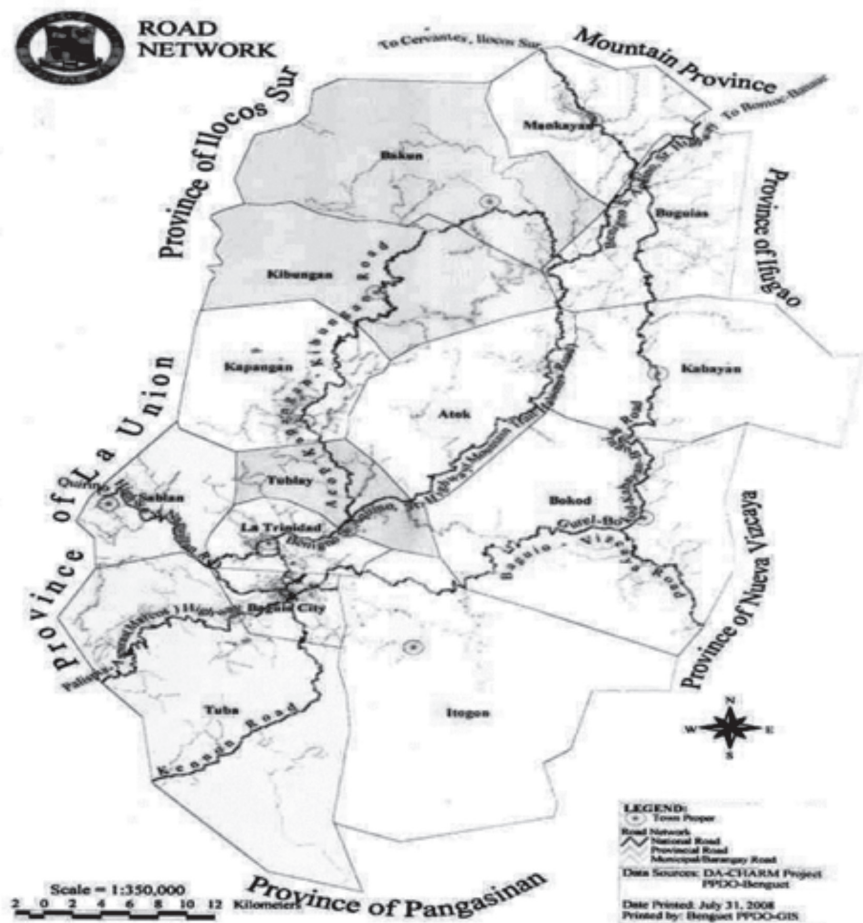 ROAD
NETWORK
To Cervantes, Ilocos Sur
Mountain Province
Province of Ilocos Sur
Mankayan
Bakun
Buguias
Province of Ifugao
Kibungan
Kapangan
Kabayan
Atok
Province of La Union
Tublay
Sablan
La Trinidad
Bokod
Baguio - Vizcaya Road
Baguio City
Province of Nueva Vizcaya
Tuba
Kennon Road
Itogon
N
W E
S
LEGEND:
Town Proper
Road Network
National Road
Provincial Road
Municipal/Barangay Road
Data Sources: DA-CHARM Project
PPDO-Benguet
Date Printed: July 31, 2008
Printed by: Benguet PPDO-GIS
Scale = 1:350,000
2 0 2 4 6 8 10 12 Kilometers
Province of Pangasinan